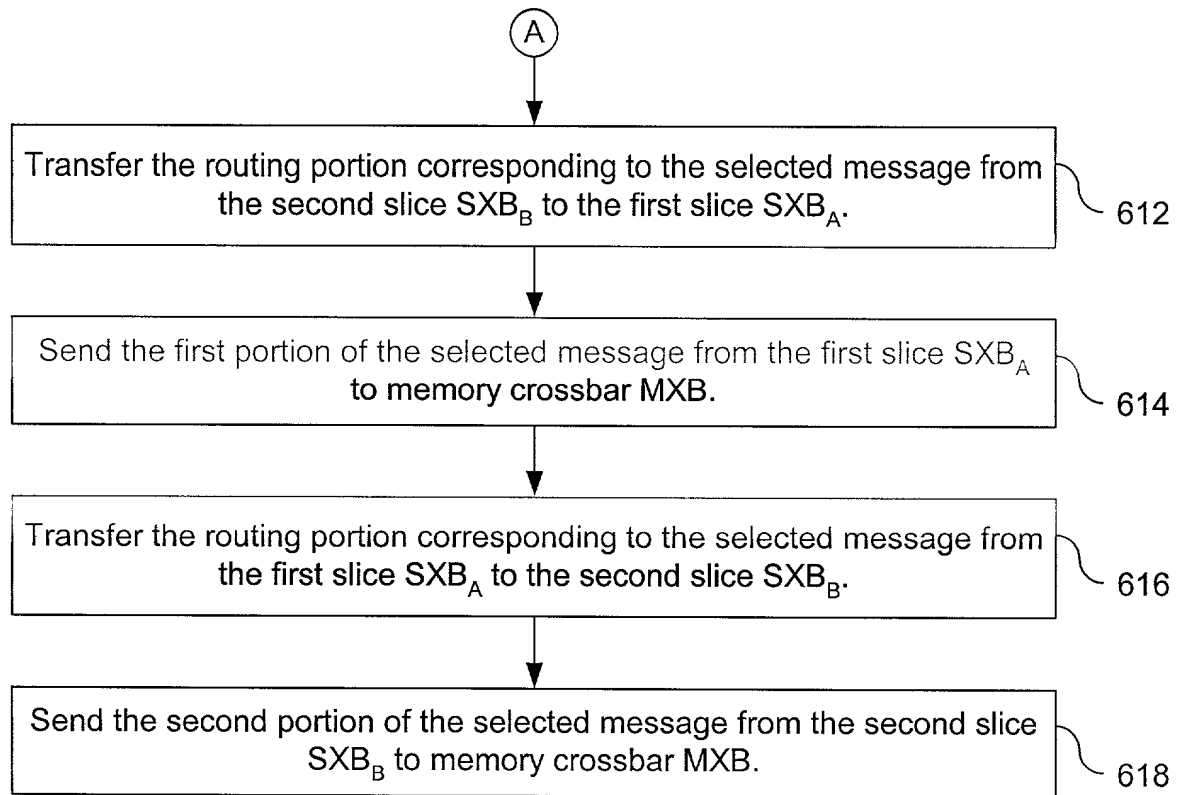 A
Transfer the routing portion corresponding to the selected message from
the second slice SXB_B to the first slice SXB_A.
612
Send the first portion of the selected message from the first slice SXB_A
to memory crossbar MXB.
614
Transfer the routing portion corresponding to the selected message from
the first slice SXB_A to the second slice SXB_B.
616
Send the second portion of the selected message from the second slice
SXB_B to memory crossbar MXB.
618